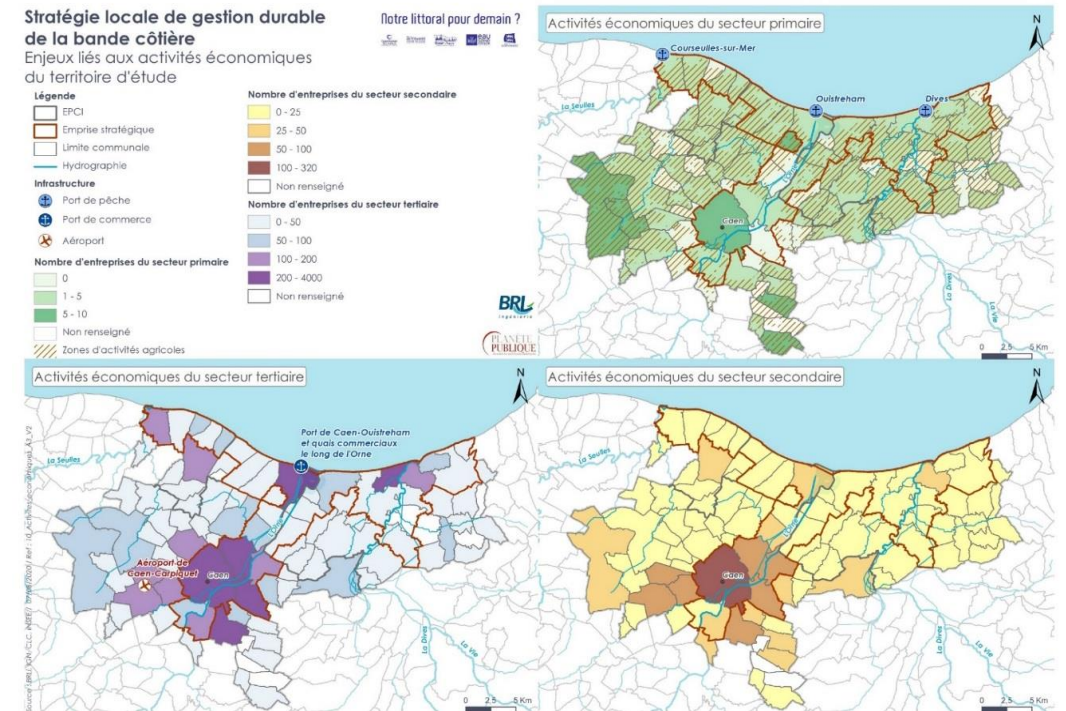 Stratégie locale de gestion durable
de la bande côtière
Enjeux liés aux activités économiques
du territoire d'étude
Notre littoral pour demain ?
Légende
EPCI
Emprise stratégique
Limite communale
Hydrographie
Infrastructure
Port de pêche
Port de commerce
Aéroport
Nombre d'entreprises du secteur primaire
0
1 - 5
5 - 10
Non renseigné
Zones d'activités agricoles
Nombre d'entreprises du secteur secondaire
0 - 25
25 - 50
50 - 100
100 - 320
Non renseigné
Nombre d'entreprises du secteur tertiaire
0 - 50
50 - 100
100 - 200
200 - 4000
Non renseigné
BRL
Ingénierie
PLANÈTE
PUBLIQUE
Activités économiques du secteur primaire
N
Courseulles-sur-Mer
La Seulles
Ouistreham
Dives
L'Orne
Caen
La Dives
La Vie
0 2,5 5 Km
Activités économiques du secteur tertiaire
N
Port de Caen-Ouistreham
et quais commerciaux
le long de l'Orne
La Seulles
L'Orne
Aéroport de
Caen-Carpiquet
Caen
La Dives
La Vie
0 2,5 5 Km
Activités économiques du secteur secondaire
N
La Seulles
L'Orne
Caen
La Dives
La Vie
0 2,5 5 Km